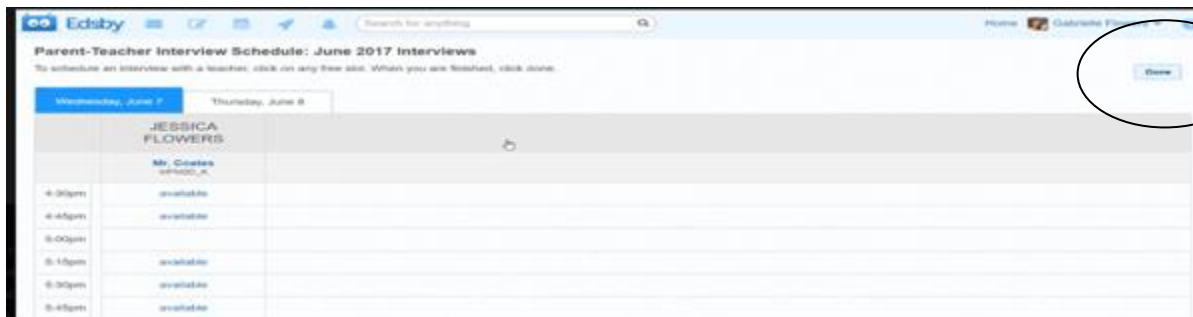 Edsby Search for anything Home Gabrielle
Parent-Teacher Interview Schedule: June 2017 Interviews
To schedule an interview with a teacher, click on any free slot. When you are finished, click done.
Done
Wednesday, June 7 Thursday, June 8
JESSICA
FLOWERS
Mr. Coates
4:30pm available
4:45pm available
5:00pm
5:15pm available
5:30pm available
5:45pm available